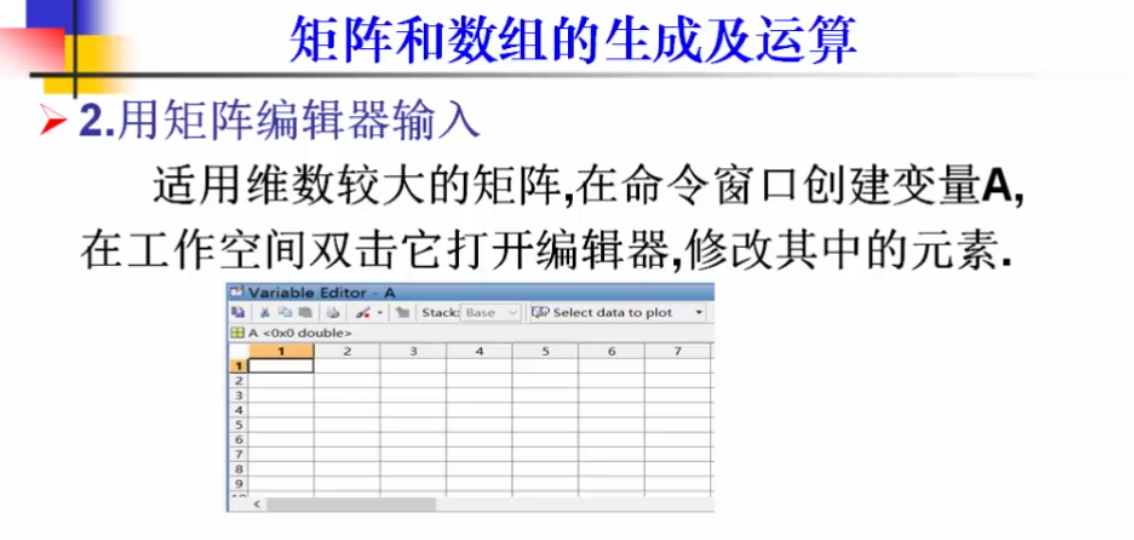 矩阵和数组的生成及运算
2.用矩阵编辑器输入
适用维数较大的矩阵,在命令窗口创建变量A,
在工作空间双击它打开编辑器,修改其中的元素.
Variable Editor - A
Stack: Base Select data to plot
A <0x0 double>
1 2 3 4 5 6 7
1
2
3
4
5
6
7
8
9